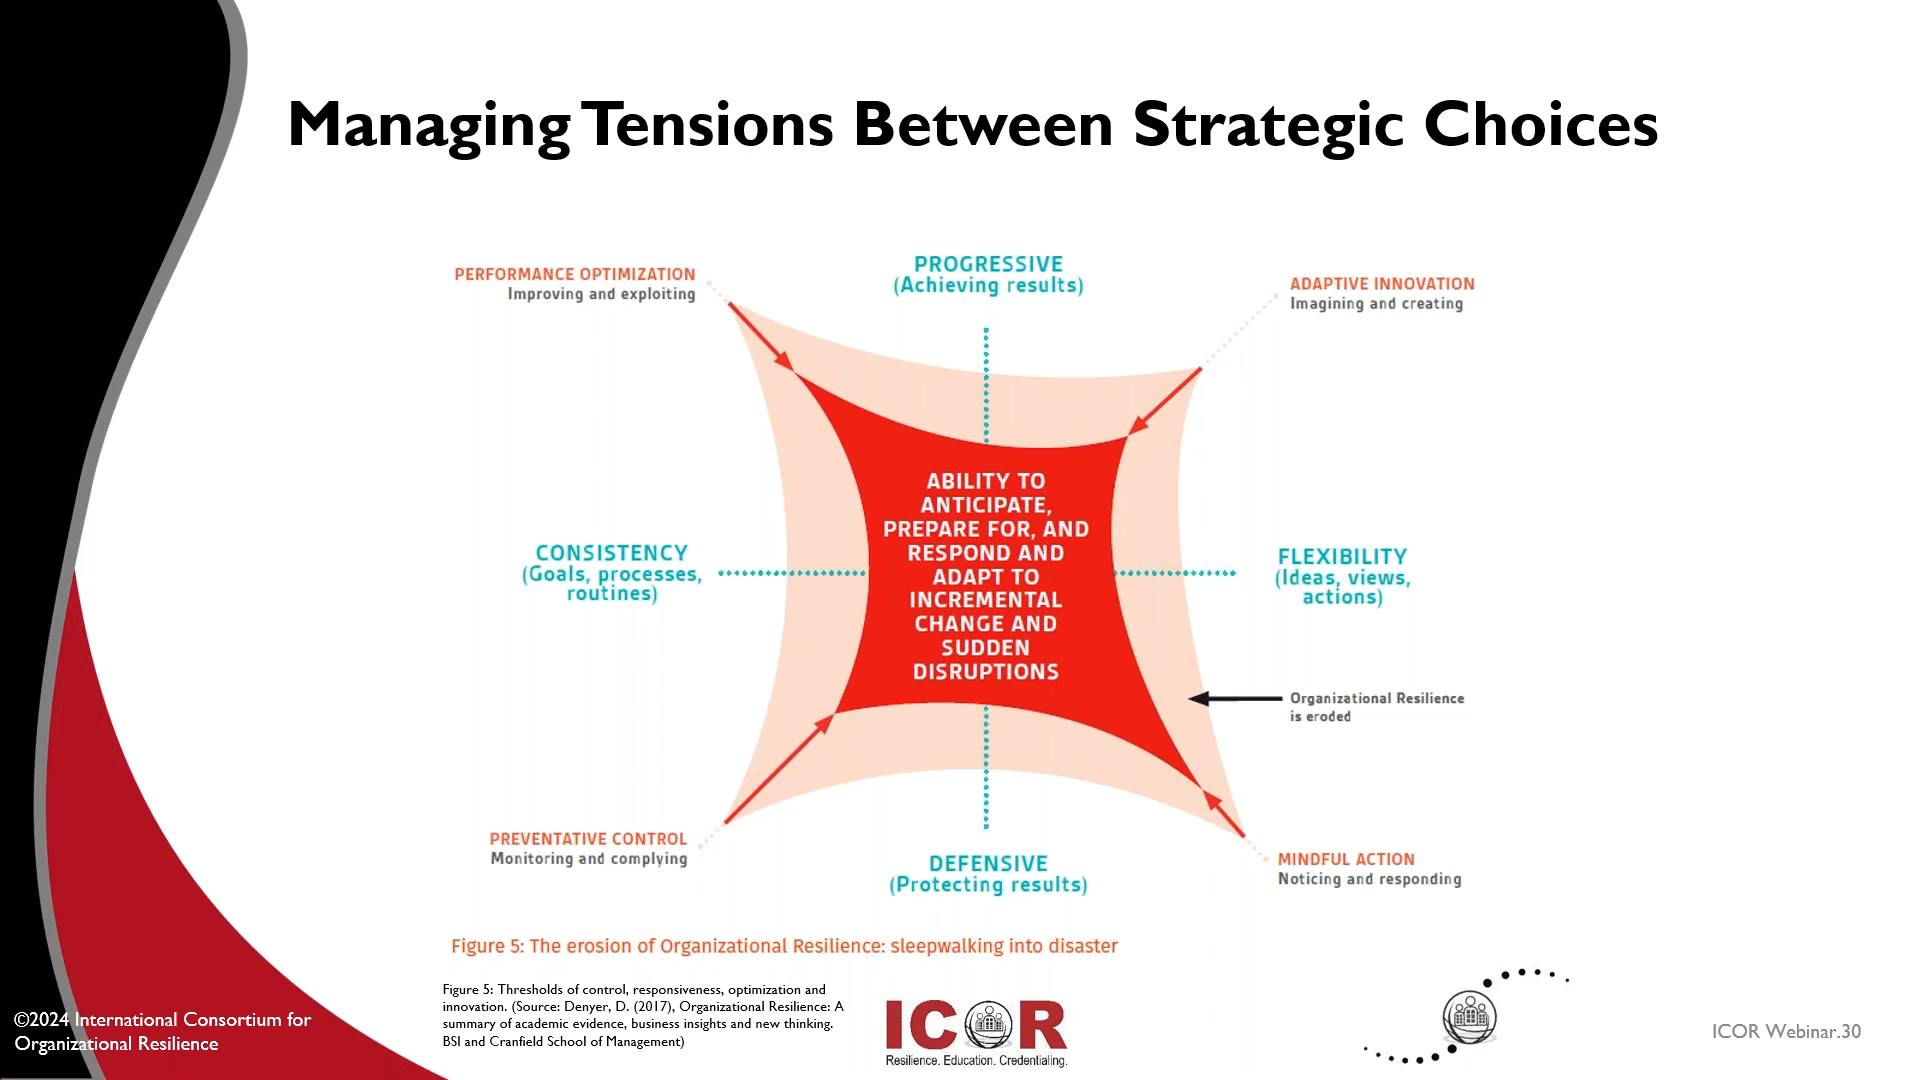 Managing Tensions Between Strategic Choices
PROGRESSIVE
(Achieving results)
PERFORMANCE OPTIMIZATION
Improving and exploiting
ADAPTIVE INNOVATION
Imagining and creating
ABILITY TO
ANTICIPATE,
PREPARE FOR, AND
RESPOND AND
ADAPT TO
INCREMENTAL
CHANGE AND
SUDDEN
DISRUPTIONS
CONSISTENCY
(Goals, processes,
routines)
FLEXIBILITY
(Ideas, views,
actions)
Organizational Resilience
is eroded
PREVENTATIVE CONTROL
Monitoring and complying
DEFENSIVE
(Protecting results)
MINDFUL ACTION
Noticing and responding
Figure 5: The erosion of Organizational Resilience: sleepwalking into disaster
Figure 5: Thresholds of control, responsiveness, optimization and
innovation. (Source: Denyer, D. (2017), Organizational Resilience: A
summary of academic evidence, business insights and new thinking.
BSI and Cranfield School of Management)
ICOR
Resilience. Education. Credentialing.
©2024 International Consortium for
Organizational Resilience
ICOR Webinar.30